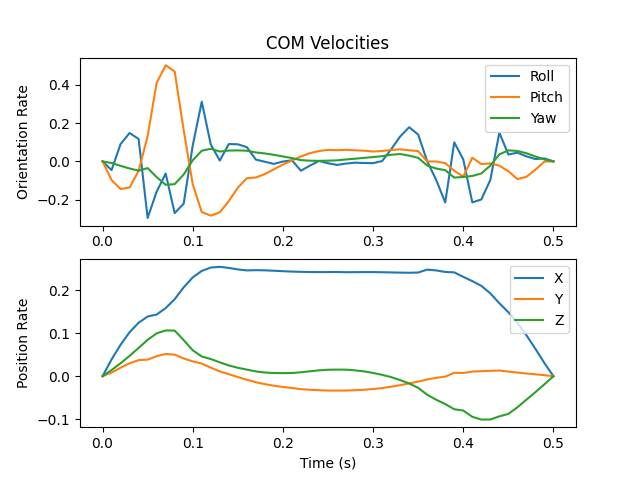 COM Velocities
Orientation Rate
0.4
0.2
0.0
−0.2
Roll
Pitch
Yaw
0.0 0.1 0.2 0.3 0.4 0.5
Position Rate
0.2
0.1
0.0
−0.1
X
Y
Z
0.0 0.1 0.2 0.3 0.4 0.5
Time (s)